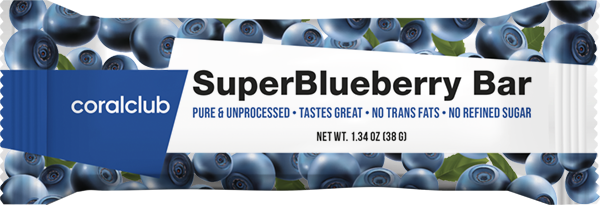 coralclub
SuperBlueberry Bar
PURE & UNPROCESSED • TASTES GREAT • NO TRANS FATS • NO REFINED SUGAR
NET WT. 1.34 OZ (38 G)